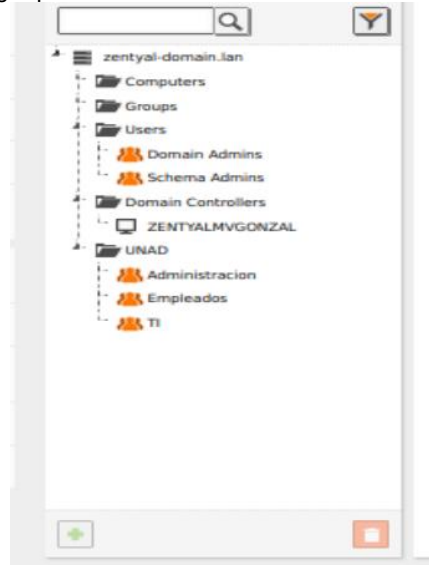 zentyal-domain.lan
Computers
Groups
Users
Domain Admins
Schema Admins
Domain Controllers
ZENTYALMVGONZAL
UNAD
Administracion
Empleados
TI